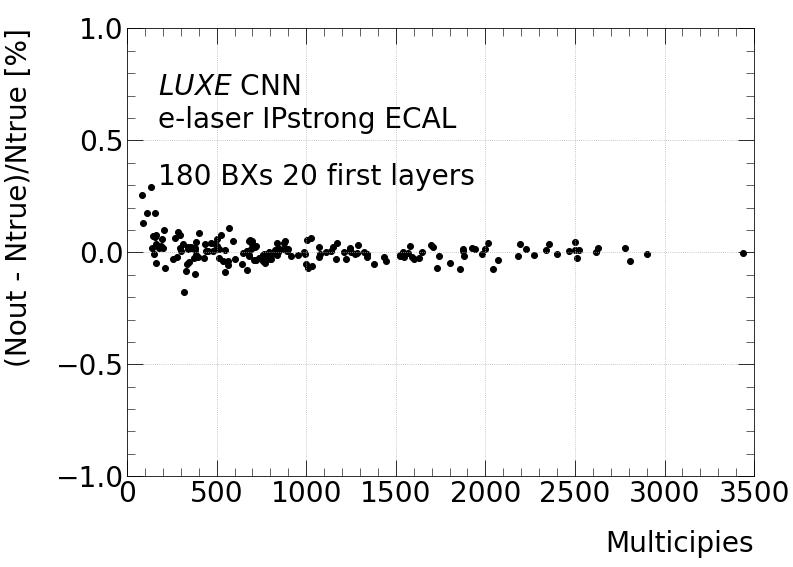 (Nout - Ntrue)/Ntrue [%]
1.0
0.5
0.0
−0.5
−1.0
LUXE CNN
e-laser IPstrong ECAL
180 BXs 20 first layers
0 500 1000 1500 2000 2500 3000 3500
Multicipies